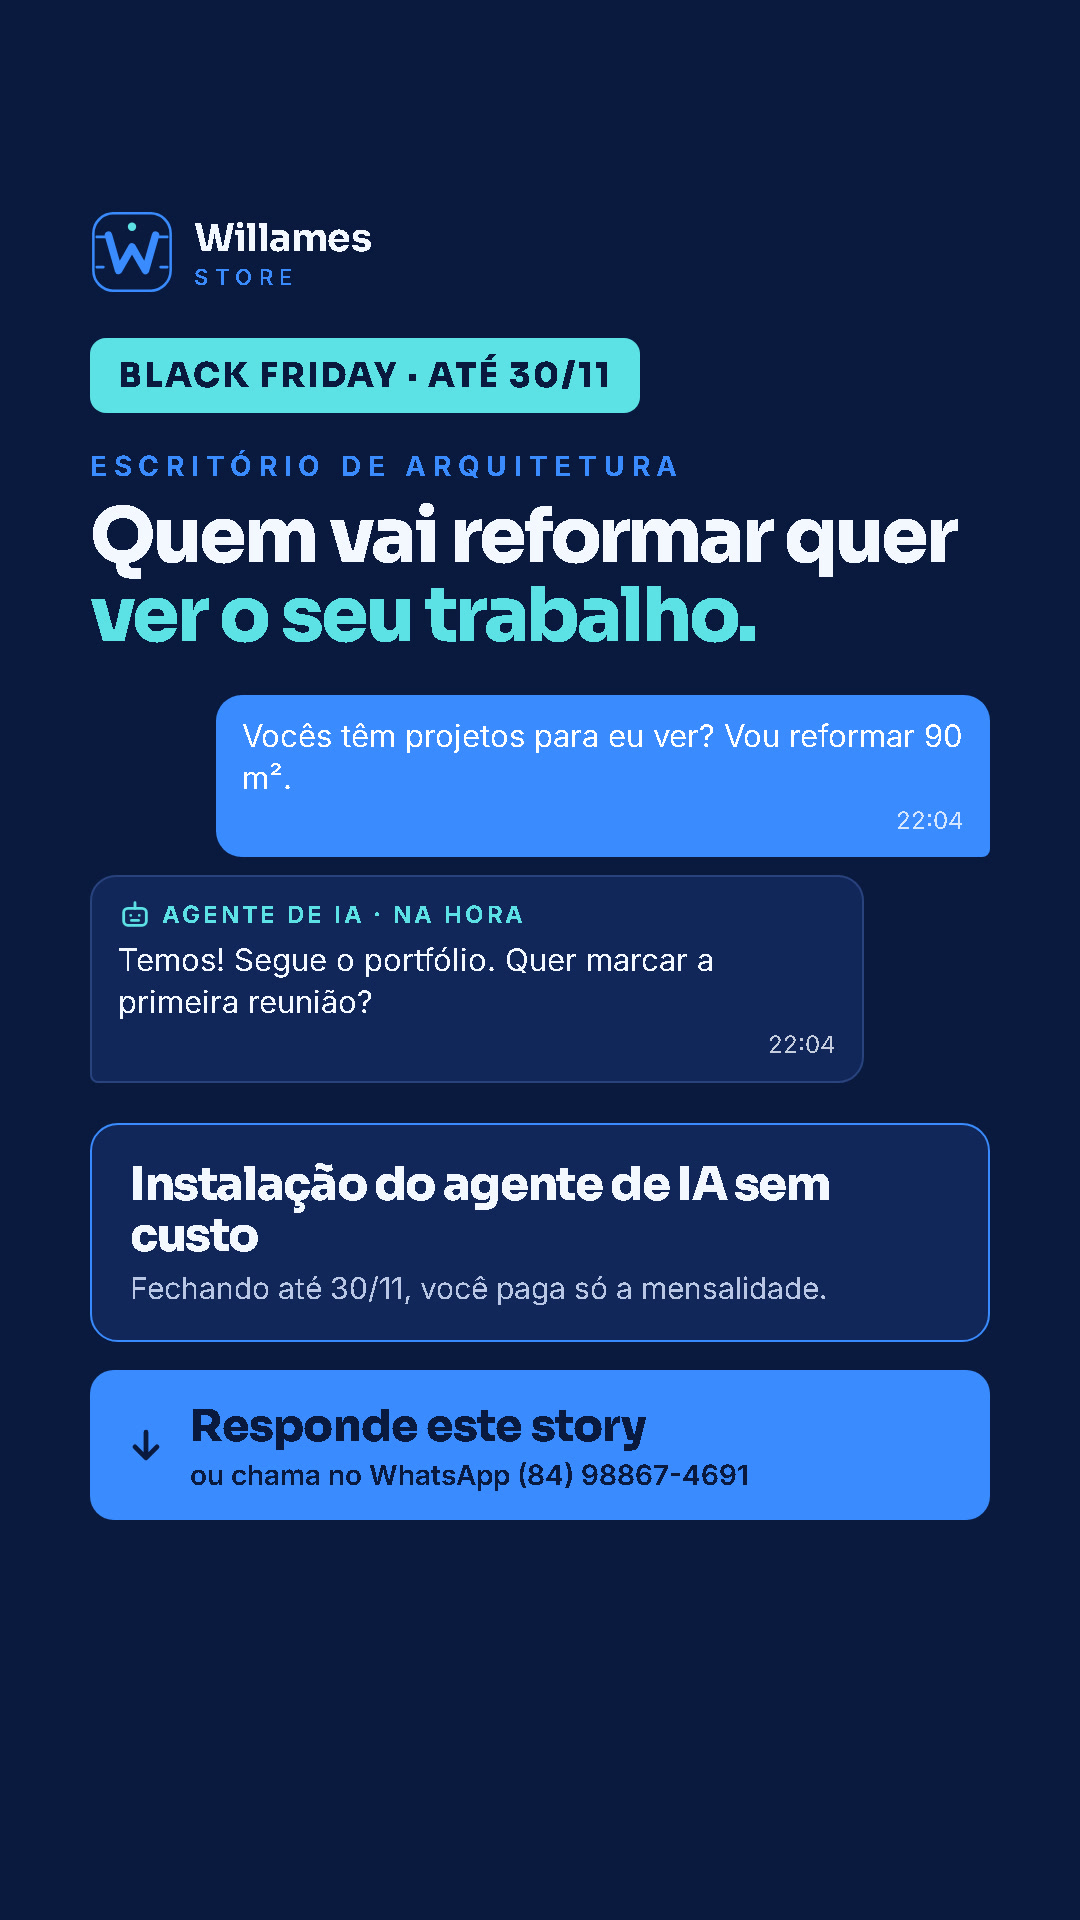 Willames
STORE
BLACK FRIDAY · ATÉ 30/11
ESCRITÓRIO DE ARQUITETURA
Quem vai reformar quer
ver o seu trabalho.
Vocês têm projetos para eu ver? Vou reformar 90
m².
22:04
AGENTE DE IA · NA HORA
Temos! Segue o portfólio. Quer marcar a
primeira reunião?
22:04
Instalação do agente de IA sem
custo
Fechando até 30/11, você paga só a mensalidade.
Responde este story
ou chama no WhatsApp (84) 98867-4691